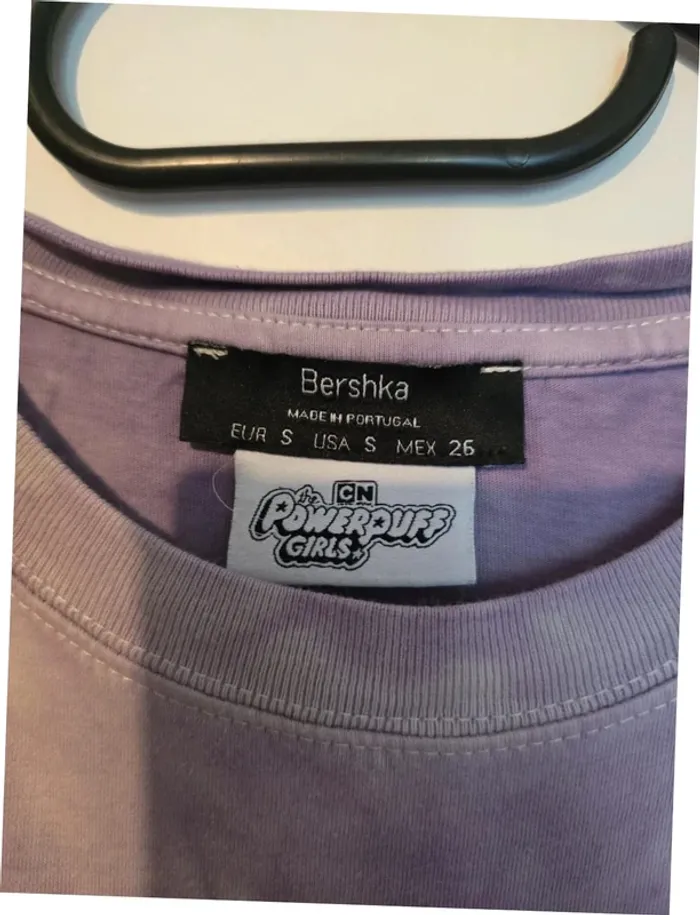 Bershka
MADE IN PORTUGAL
EUR S USA S MEX 26
CN
the
POWERPUFF
GIRLS